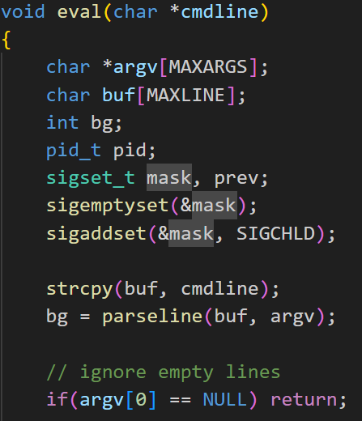 void eval(char *cmdline)
{
    char *argv[MAXARGS];
    char buf[MAXLINE];
    int bg;
    pid_t pid;
    sigset_t mask, prev;
    sigemptyset(&mask);
    sigaddset(&mask, SIGCHLD);

    strcpy(buf, cmdline);
    bg = parseline(buf, argv);

    // ignore empty lines
    if(argv[0] == NULL) return;